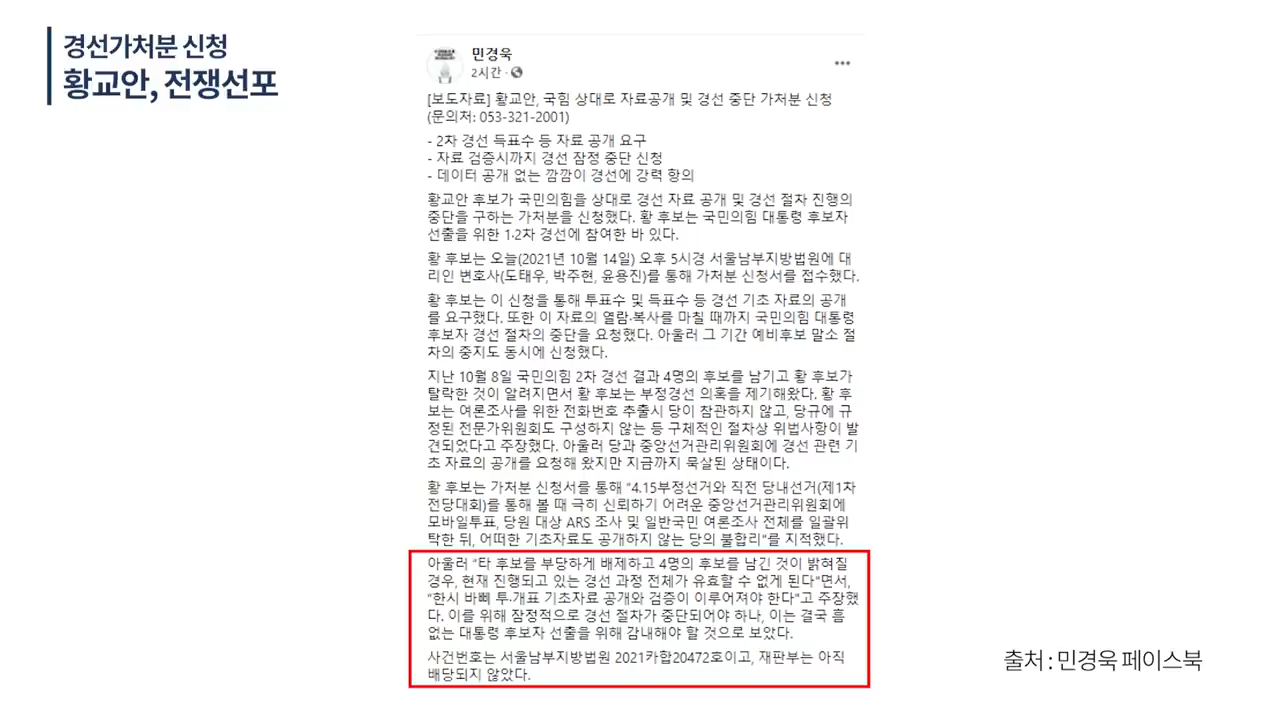 경선가처분 신청
황교안, 전쟁선포
민경욱
2시간 ·
[보도자료] 황교안, 국힘 상대로 자료공개 및 경선 중단 가처분 신청
(문의처: 053-321-2001)
- 2차 경선 득표수 등 자료 공개 요구
- 자료 검증시까지 경선 잠정 중단 신청
- 데이터 공개 없는 깜깜이 경선에 강력 항의
황교안 후보가 국민의힘을 상대로 경선 자료 공개 및 경선 절차 진행의
중단을 구하는 가처분을 신청했다. 황 후보는 국민의힘 대통령 후보자
선출을 위한 1·2차 경선에 참여한 바 있다.
황 후보는 오늘(2021년 10월 14일) 오후 5시경 서울남부지방법원에 대
리인 변호사(도태우, 박주현, 윤용진)를 통해 가처분 신청서를 접수했다.
황 후보는 이 신청을 통해 투표수 및 득표수 등 경선 기초 자료의 공개
를 요구했다. 또한 이 자료의 열람·복사를 마칠 때까지 국민의힘 대통령
후보자 경선 절차의 중단을 요청했다. 아울러 그 기간 예비후보 말소 절
차의 중지도 동시에 신청했다.
지난 10월 8일 국민의힘 2차 경선 결과 4명의 후보를 남기고 황 후보가
탈락한 것이 알려지면서 황 후보는 부정경선 의혹을 제기해왔다. 황 후
보는 여론조사를 위한 전화번호 추출시 당이 참관하지 않고, 당규에 규
정된 전문가위원회도 구성하지 않는 등 구체적인 절차상 위법사항이 발
견되었다고 주장했다. 아울러 당과 중앙선거관리위원회에 경선 관련 기
초 자료의 공개를 요청해 왔지만 지금까지 묵살된 상태이다.
황 후보는 가처분 신청서를 통해 "4.15부정선거와 직전 당내선거(제1차
전당대회)를 통해 볼 때 극히 신뢰하기 어려운 중앙선거관리위원회에
모바일투표, 당원 대상 ARS 조사 및 일반국민 여론조사 전체를 일괄위
탁한 뒤, 어떠한 기초자료도 공개하지 않는 당의 불합리"를 지적했다.
아울러 "타 후보를 부당하게 배제하고 4명의 후보를 남긴 것이 밝혀질
경우, 현재 진행되고 있는 경선 과정 전체가 유효할 수 없게 된다"면서,
"한시 바삐 투·개표 기초자료 공개와 검증이 이루어져야 한다"고 주장했
다. 이를 위해 잠정적으로 경선 절차가 중단되어야 하나, 이는 결국 흠
없는 대통령 후보자 선출을 위해 감내해야 할 것으로 보았다.
사건번호는 서울남부지방법원 2021카합20472호이고, 재판부는 아직
배당되지 않았다.
출처 : 민경욱 페이스북